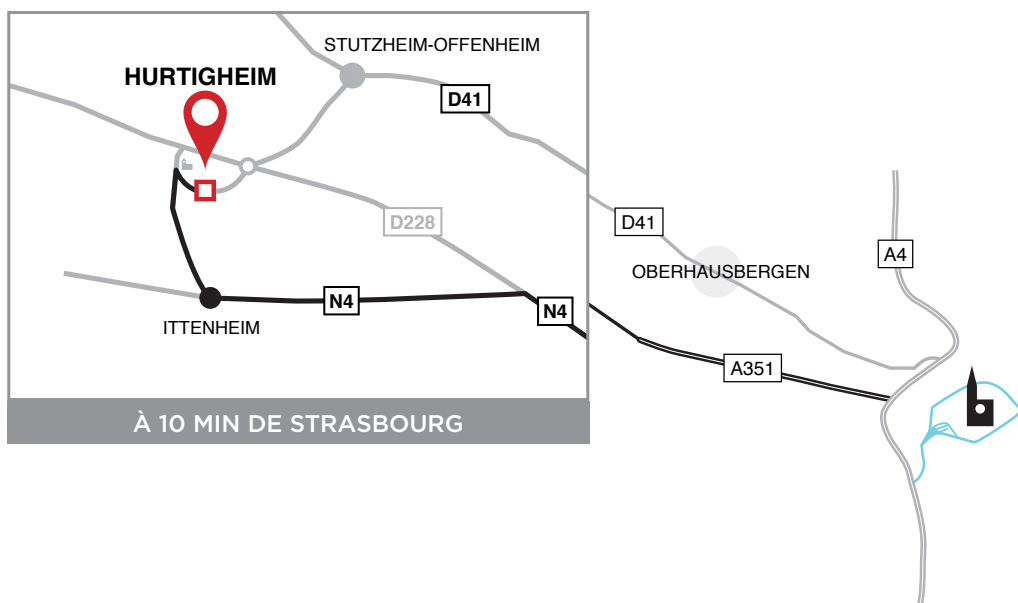 STUTZHEIM-OFFENHEIM
HURTIGHEIM
D41
D228
D41
A4
OBERHAUSBERGEN
N4
N4
ITTENHEIM
A351
À 10 MIN DE STRASBOURG